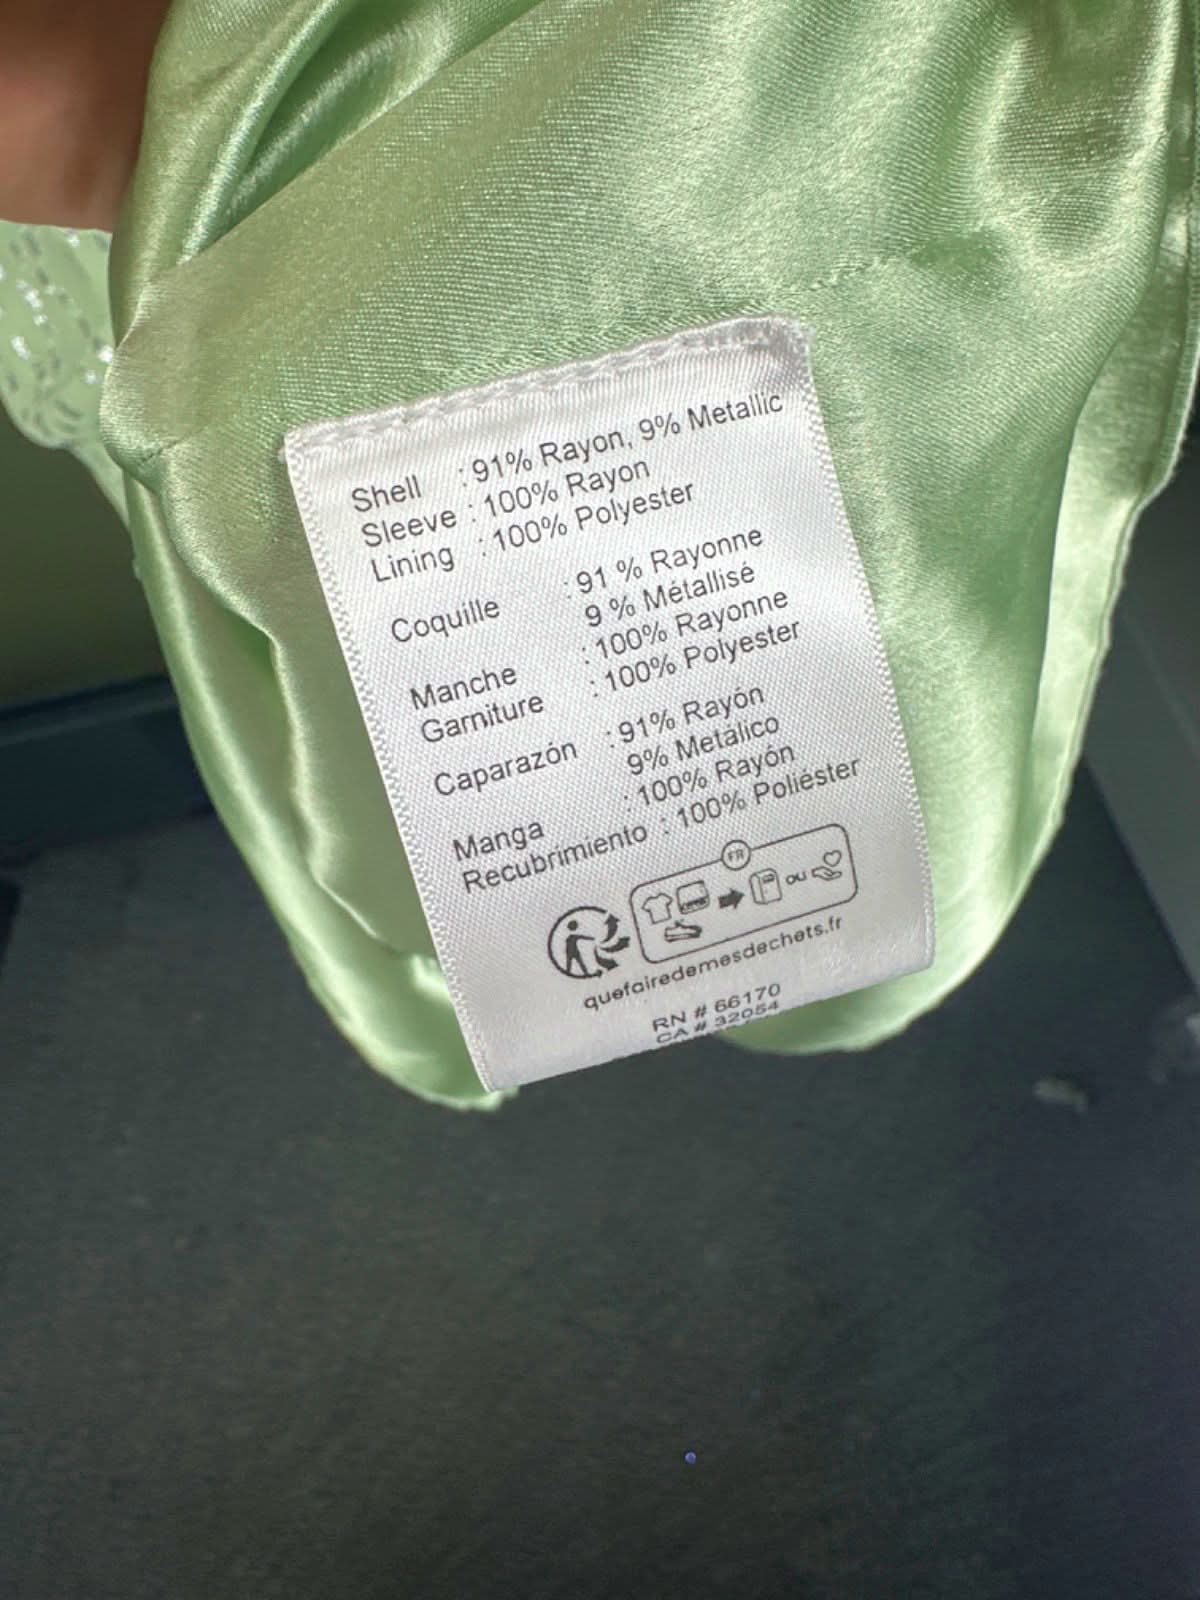 Shell : 91% Rayon, 9% Metallic
Sleeve : 100% Rayon
Lining : 100% Polyester
Coquille : 91 % Rayonne
9 % Métallisé
Manche : 100% Rayonne
Garniture : 100% Polyester
Caparazón : 91% Rayón
9% Metálico
Manga : 100% Rayón
Recubrimiento : 100% Poliéster
FR
OU
quefairedemesdechets.fr
RN # 66170
CA # 32054